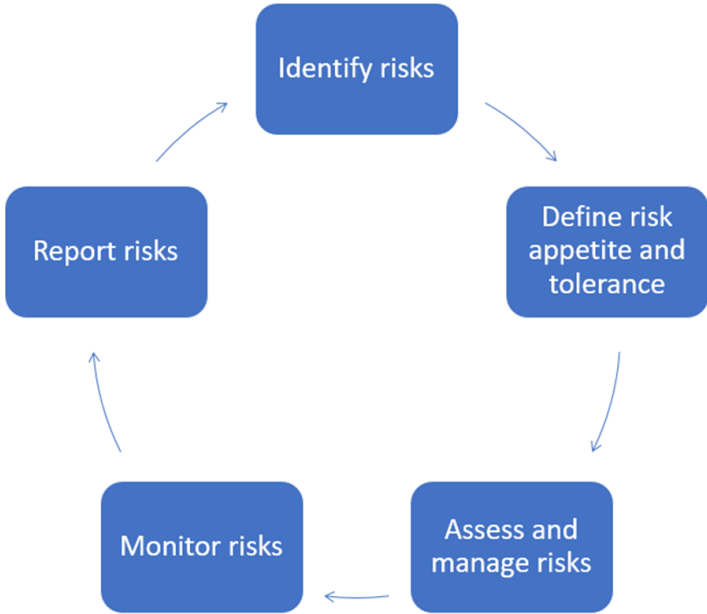 Identify risks
Define risk
appetite and
tolerance
Assess and
manage risks
Monitor risks
Report risks